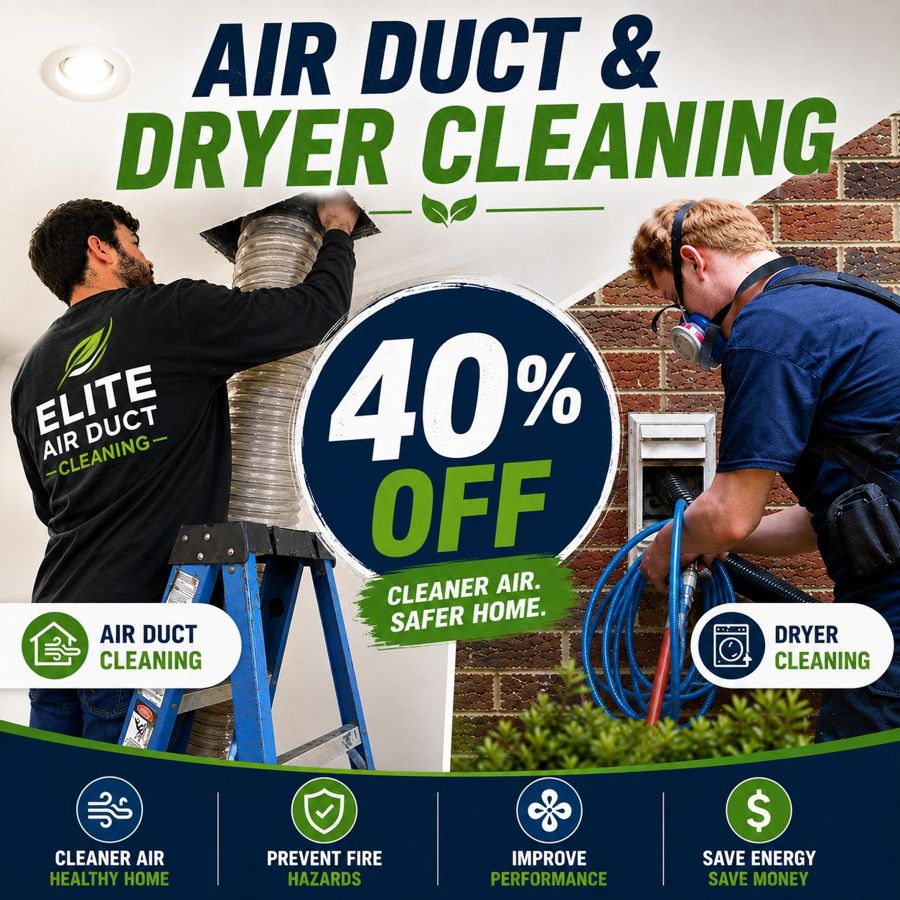 AIR DUCT &
DRYER CLEANING
ELITE
AIR DUCT
CLEANING
40%
OFF
CLEANER AIR.
SAFER HOME.
AIR DUCT
CLEANING
DRYER
CLEANING
CLEANER AIR
HEALTHY HOME
PREVENT FIRE
HAZARDS
IMPROVE
PERFORMANCE
SAVE ENERGY
SAVE MONEY